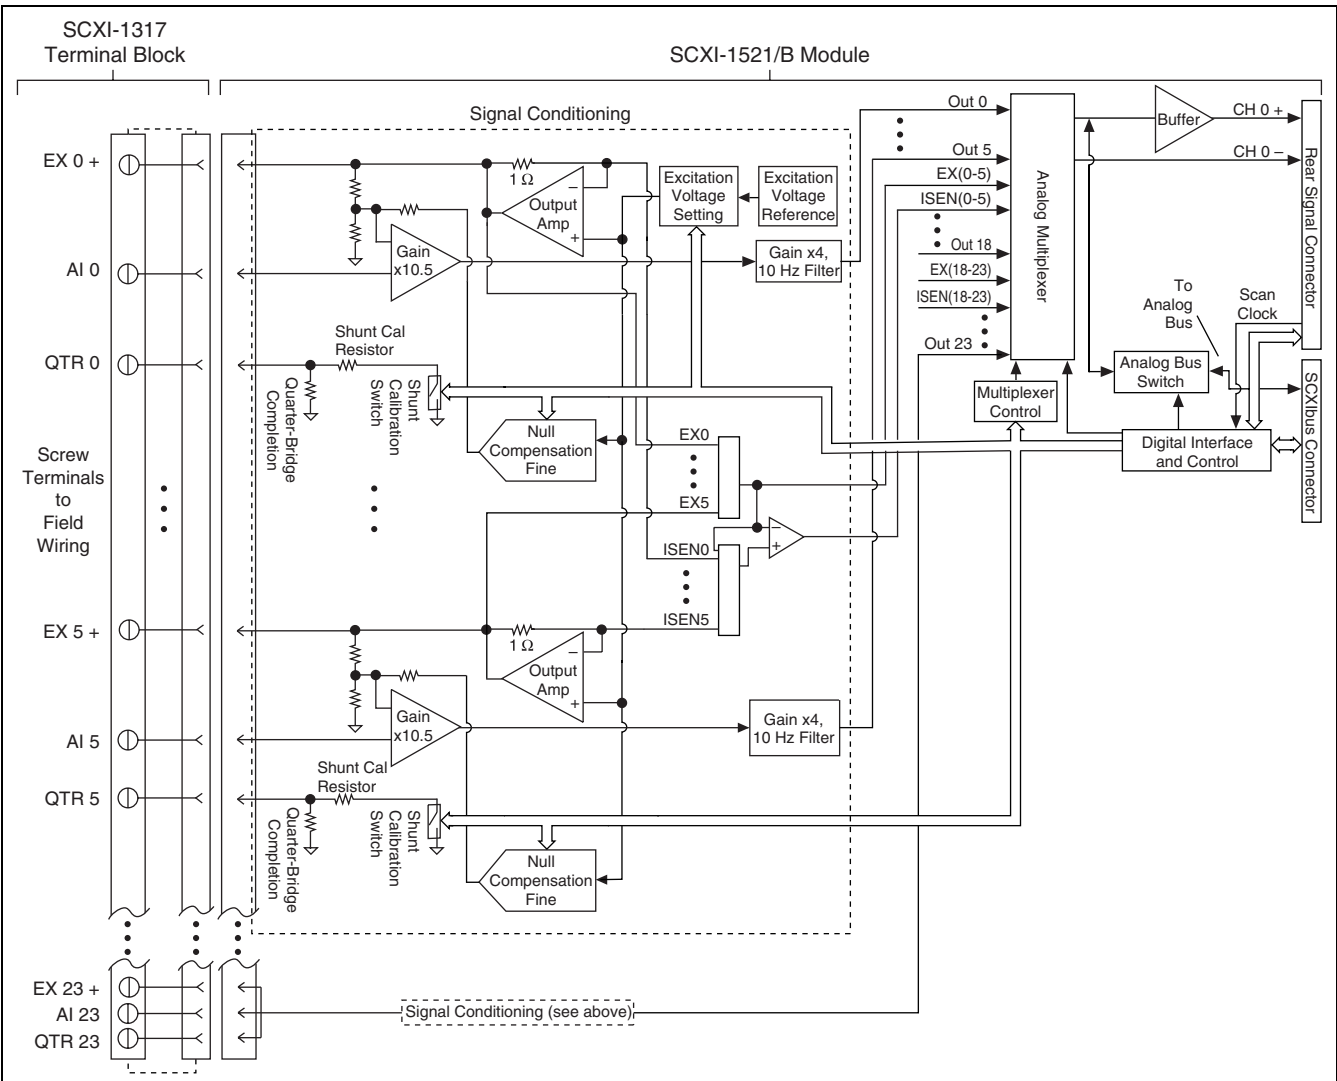 SCXI-1317
Terminal Block
SCXI-1521/B Module
Signal Conditioning
EX 0 +
AI 0
QTR 0
Screw
Terminals
to
Field
Wiring
EX 5 +
AI 5
QTR 5
EX 23 +
AI 23
QTR 23
1 Ω
Output
Amp
−
+
Gain
x10.5
Excitation
Voltage
Setting
Excitation
Voltage
Reference
Gain x4,
10 Hz Filter
Shunt Cal
Resistor
Quarter-Bridge
Completion
Shunt
Calibration
Switch
Null
Compensation
Fine
EX0
EX5
ISEN0
ISEN5
−
+
1 Ω
Output
Amp
−
+
Gain
x10.5
Gain x4,
10 Hz Filter
Shunt Cal
Resistor
Quarter-Bridge
Completion
Shunt
Calibration
Switch
Null
Compensation
Fine
Signal Conditioning (see above)
Out 0
Out 5
EX(0-5)
ISEN(0-5)
Out 18
EX(18-23)
ISEN(18-23)
Out 23
Analog Multiplexer
Buffer
CH 0 +
CH 0 −
Rear Signal Connector
To
Analog
Bus
Scan
Clock
Analog Bus
Switch
Multiplexer
Control
Digital Interface
and Control
SCXIbus Connector